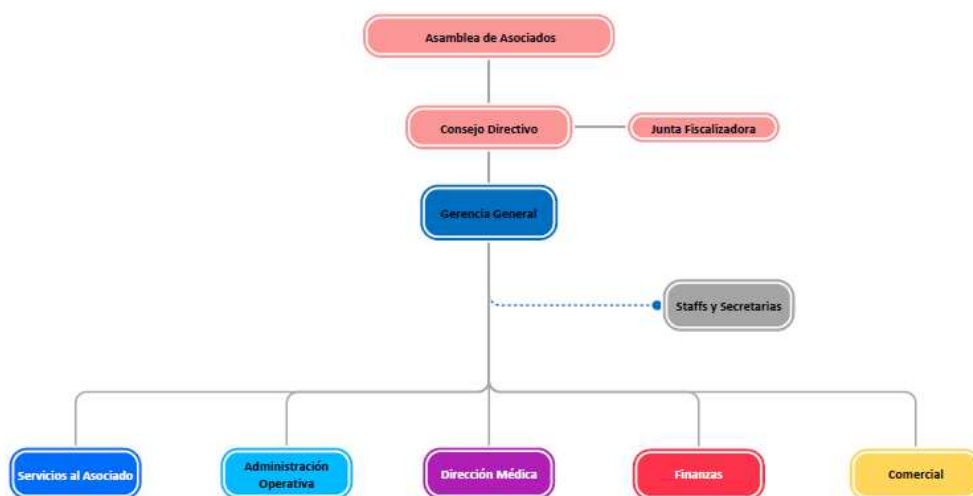 Asamblea de Asociados
Consejo Directivo
Junta Fiscalizadora
Gerencia General
Staffs y Secretarias
Servicios al Asociado
Administración
Operativa
Dirección Médica
Finanzas
Comercial